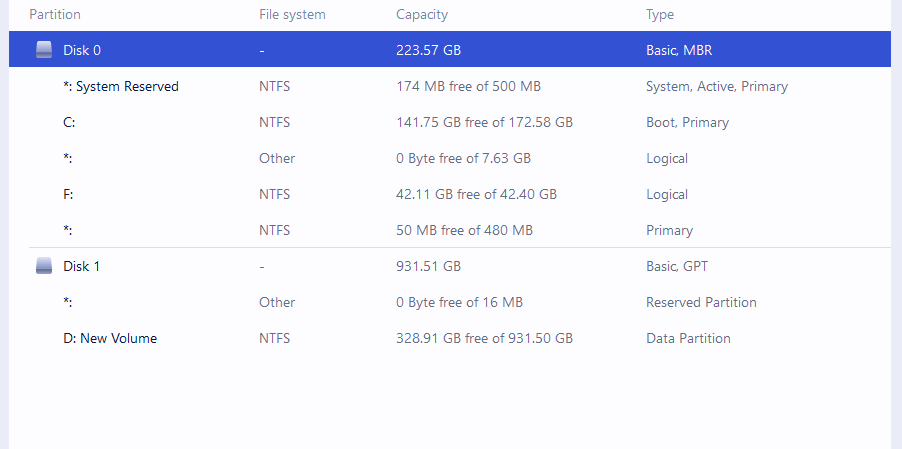 Partition File system Capacity Type
Disk 0 - 223.57 GB Basic, MBR
*: System Reserved NTFS 174 MB free of 500 MB System, Active, Primary
C: NTFS 141.75 GB free of 172.58 GB Boot, Primary
*: Other 0 Byte free of 7.63 GB Logical
F: NTFS 42.11 GB free of 42.40 GB Logical
*: NTFS 50 MB free of 480 MB Primary
Disk 1 - 931.51 GB Basic, GPT
*: Other 0 Byte free of 16 MB Reserved Partition
D: New Volume NTFS 328.91 GB free of 931.50 GB Data Partition